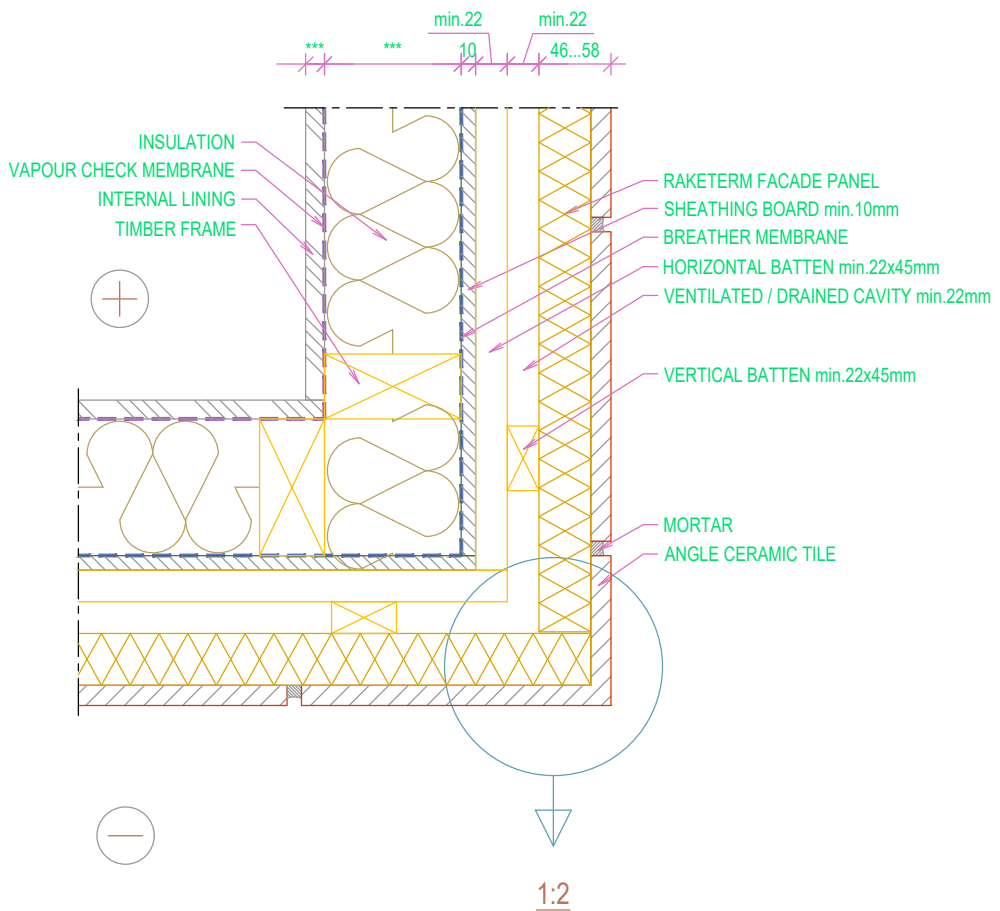 min.22
min.22
***
***
10
46...58
INSULATION
VAPOUR CHECK MEMBRANE
INTERNAL LINING
TIMBER FRAME
RAKETERM FACADE PANEL
SHEATHING BOARD min.10mm
BREATHER MEMBRANE
HORIZONTAL BATTEN min.22x45mm
VENTILATED / DRAINED CAVITY min.22mm
VERTICAL BATTEN min.22x45mm
MORTAR
ANGLE CERAMIC TILE
1:2